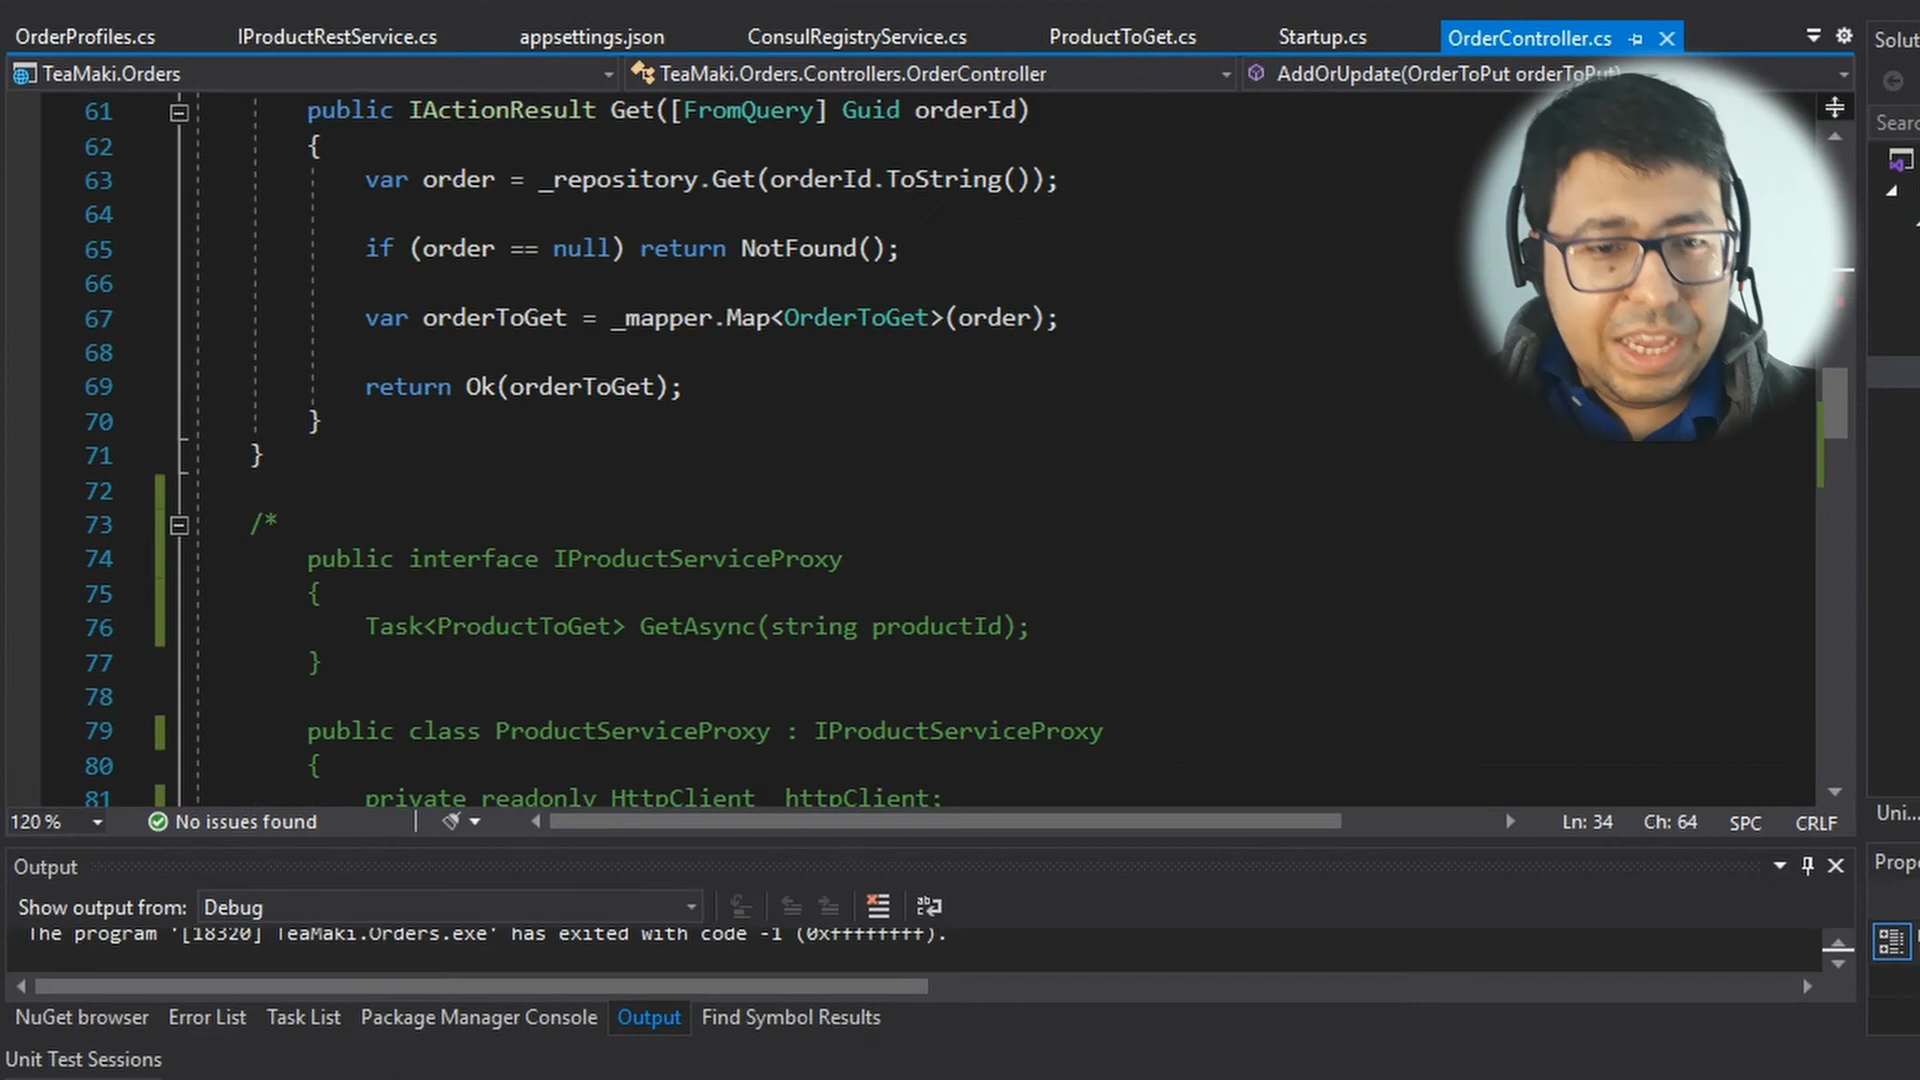 OrderProfiles.cs IProductRestService.cs appsettings.json ConsulRegistryService.cs ProductToGet.cs Startup.cs OrderController.cs
Solut
TeaMaki.Orders TeaMaki.Orders.Controllers.OrderController AddOrUpdate(OrderToPut orderToPut)
61 public IActionResult Get([FromQuery] Guid orderId)
Searc
62 {
63 var order = _repository.Get(orderId.ToString());
64
65 if (order == null) return NotFound();
66
67 var orderToGet = _mapper.Map<OrderToGet>(order);
68
69 return Ok(orderToGet);
70 }
71 }
72
73 /*
74 public interface IProductServiceProxy
75 {
76 Task<ProductToGet> GetAsync(string productId);
77 }
78
79 public class ProductServiceProxy : IProductServiceProxy
80 {
81 private readonly HttpClient _httpClient;
120 % No issues found Ln: 34 Ch: 64 SPC CRLF
Uni...
Output
Prope
Show output from: Debug
The program '[18320] TeaMaki.Orders.exe' has exited with code -1 (0xffffffff).
NuGet browser Error List Task List Package Manager Console Output Find Symbol Results
Unit Test Sessions